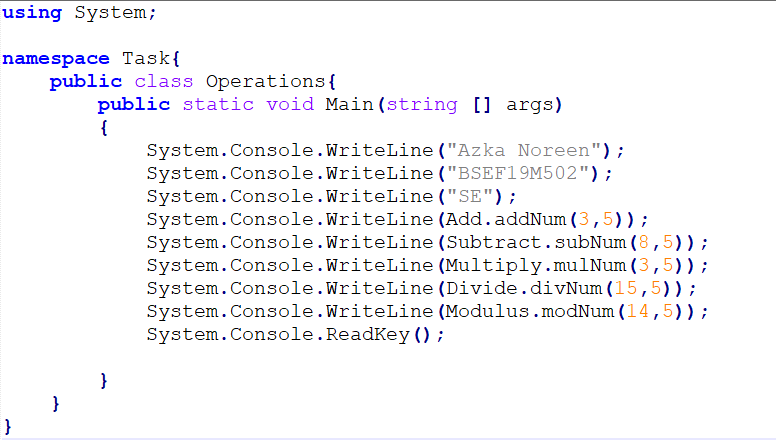 using System;
namespace Task{
    public class Operations{
        public static void Main(string [] args)
        {
            System.Console.WriteLine("Azka Noreen");
            System.Console.WriteLine("BSEF19M502");
            System.Console.WriteLine("SE");
            System.Console.WriteLine(Add.addNum(3,5));
            System.Console.WriteLine(Subtract.subNum(8,5));
            System.Console.WriteLine(Multiply.mulNum(3,5));
            System.Console.WriteLine(Divide.divNum(15,5));
            System.Console.WriteLine(Modulus.modNum(14,5));
            System.Console.ReadKey();
        }
    }
}